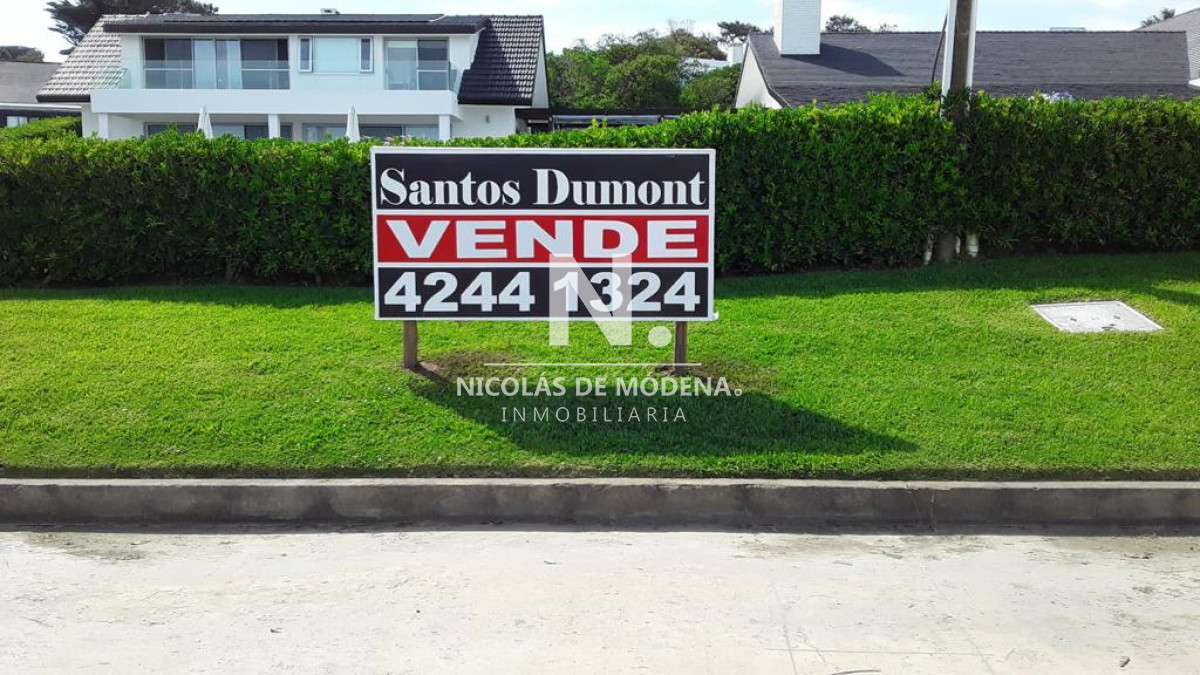 Santos Dumont
VENDE
4244 1324
N.
NICOLÁS DE MÓDENA
INMOBILIARIA